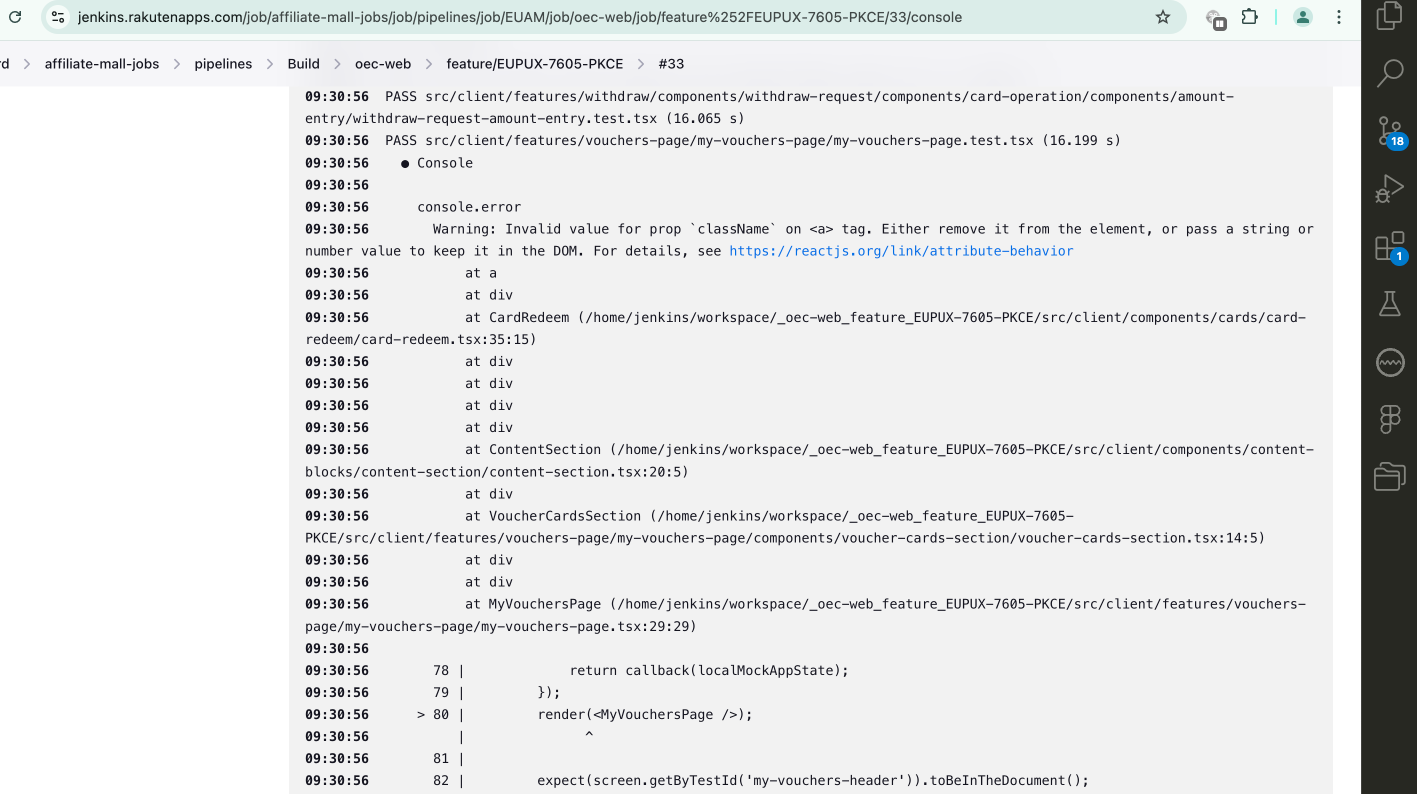 jenkins.rakutenapps.com/job/affiliate-mall-jobs/job/pipelines/job/EUAM/job/oec-web/job/feature%252FEUPUX-7605-PKCE/33/console
rd > affiliate-mall-jobs > pipelines > Build > oec-web > feature/EUPUX-7605-PKCE > #33
09:30:56 PASS src/client/features/withdraw/components/withdraw-request/components/card-operation/components/amount-
entry/withdraw-request-amount-entry.test.tsx (16.065 s)
09:30:56 PASS src/client/features/vouchers-page/my-vouchers-page/my-vouchers-page.test.tsx (16.199 s)
09:30:56 ● Console
09:30:56
09:30:56 console.error
09:30:56 Warning: Invalid value for prop `className` on <a> tag. Either remove it from the element, or pass a string or
number value to keep it in the DOM. For details, see https://reactjs.org/link/attribute-behavior
09:30:56 at a
09:30:56 at div
09:30:56 at CardRedeem (/home/jenkins/workspace/_oec-web_feature_EUPUX-7605-PKCE/src/client/components/cards/card-
redeem/card-redeem.tsx:35:15)
09:30:56 at div
09:30:56 at div
09:30:56 at div
09:30:56 at div
09:30:56 at ContentSection (/home/jenkins/workspace/_oec-web_feature_EUPUX-7605-PKCE/src/client/components/content-
blocks/content-section/content-section.tsx:20:5)
09:30:56 at div
09:30:56 at VoucherCardsSection (/home/jenkins/workspace/_oec-web_feature_EUPUX-7605-
PKCE/src/client/features/vouchers-page/my-vouchers-page/components/voucher-cards-section/voucher-cards-section.tsx:14:5)
09:30:56 at div
09:30:56 at div
09:30:56 at MyVouchersPage (/home/jenkins/workspace/_oec-web_feature_EUPUX-7605-PKCE/src/client/features/vouchers-
page/my-vouchers-page/my-vouchers-page.tsx:29:29)
09:30:56
09:30:56 78 | return callback(localMockAppState);
09:30:56 79 | });
09:30:56 > 80 | render(<MyVouchersPage />);
09:30:56 | ^
09:30:56 81 |
09:30:56 82 | expect(screen.getByTestId('my-vouchers-header')).toBeInTheDocument();
18
1